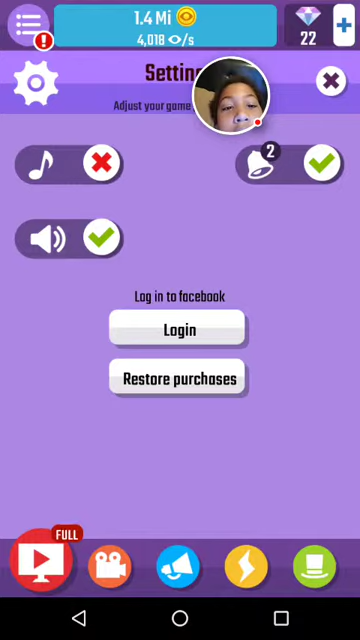 1.4 Mi
4,018 /s
22
Settin
Adjust your game
2
Log in to facebook
Login
Restore purchases
FULL